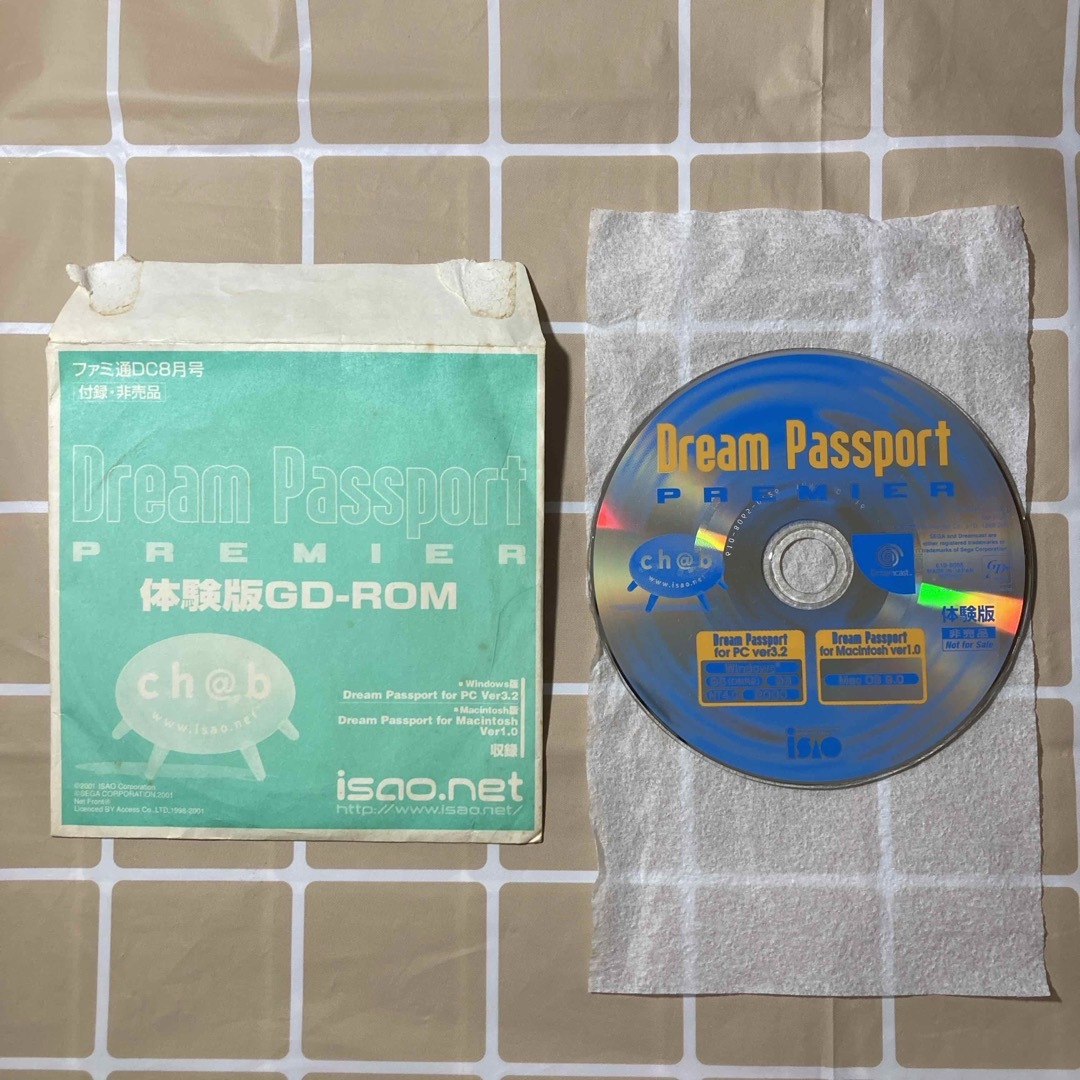 ファミ通DC8月号
付録・非売品
Dream Passport
PREMIER
体験版GD-ROM
ch@b
www.isao.net
■Windows版
Dream Passport for PC Ver3.2
■Macintosh版
Dream Passport for Macintosh
Ver1.0
収録
©2001 ISAO Corporation
©SEGA CORPORATION,2001
Net Front®
Licenced BY Access Co.,LTD,1996-2001
isao.net
http://www.isao.net/
Dream Passport
PREMIER
ch@b
www.isao.net
Dreamcast
体験版
非売品
Not for Sale
Dream Passport
for PC ver3.2
Windows®
Dream Passport
for Macintosh ver1.0
isao